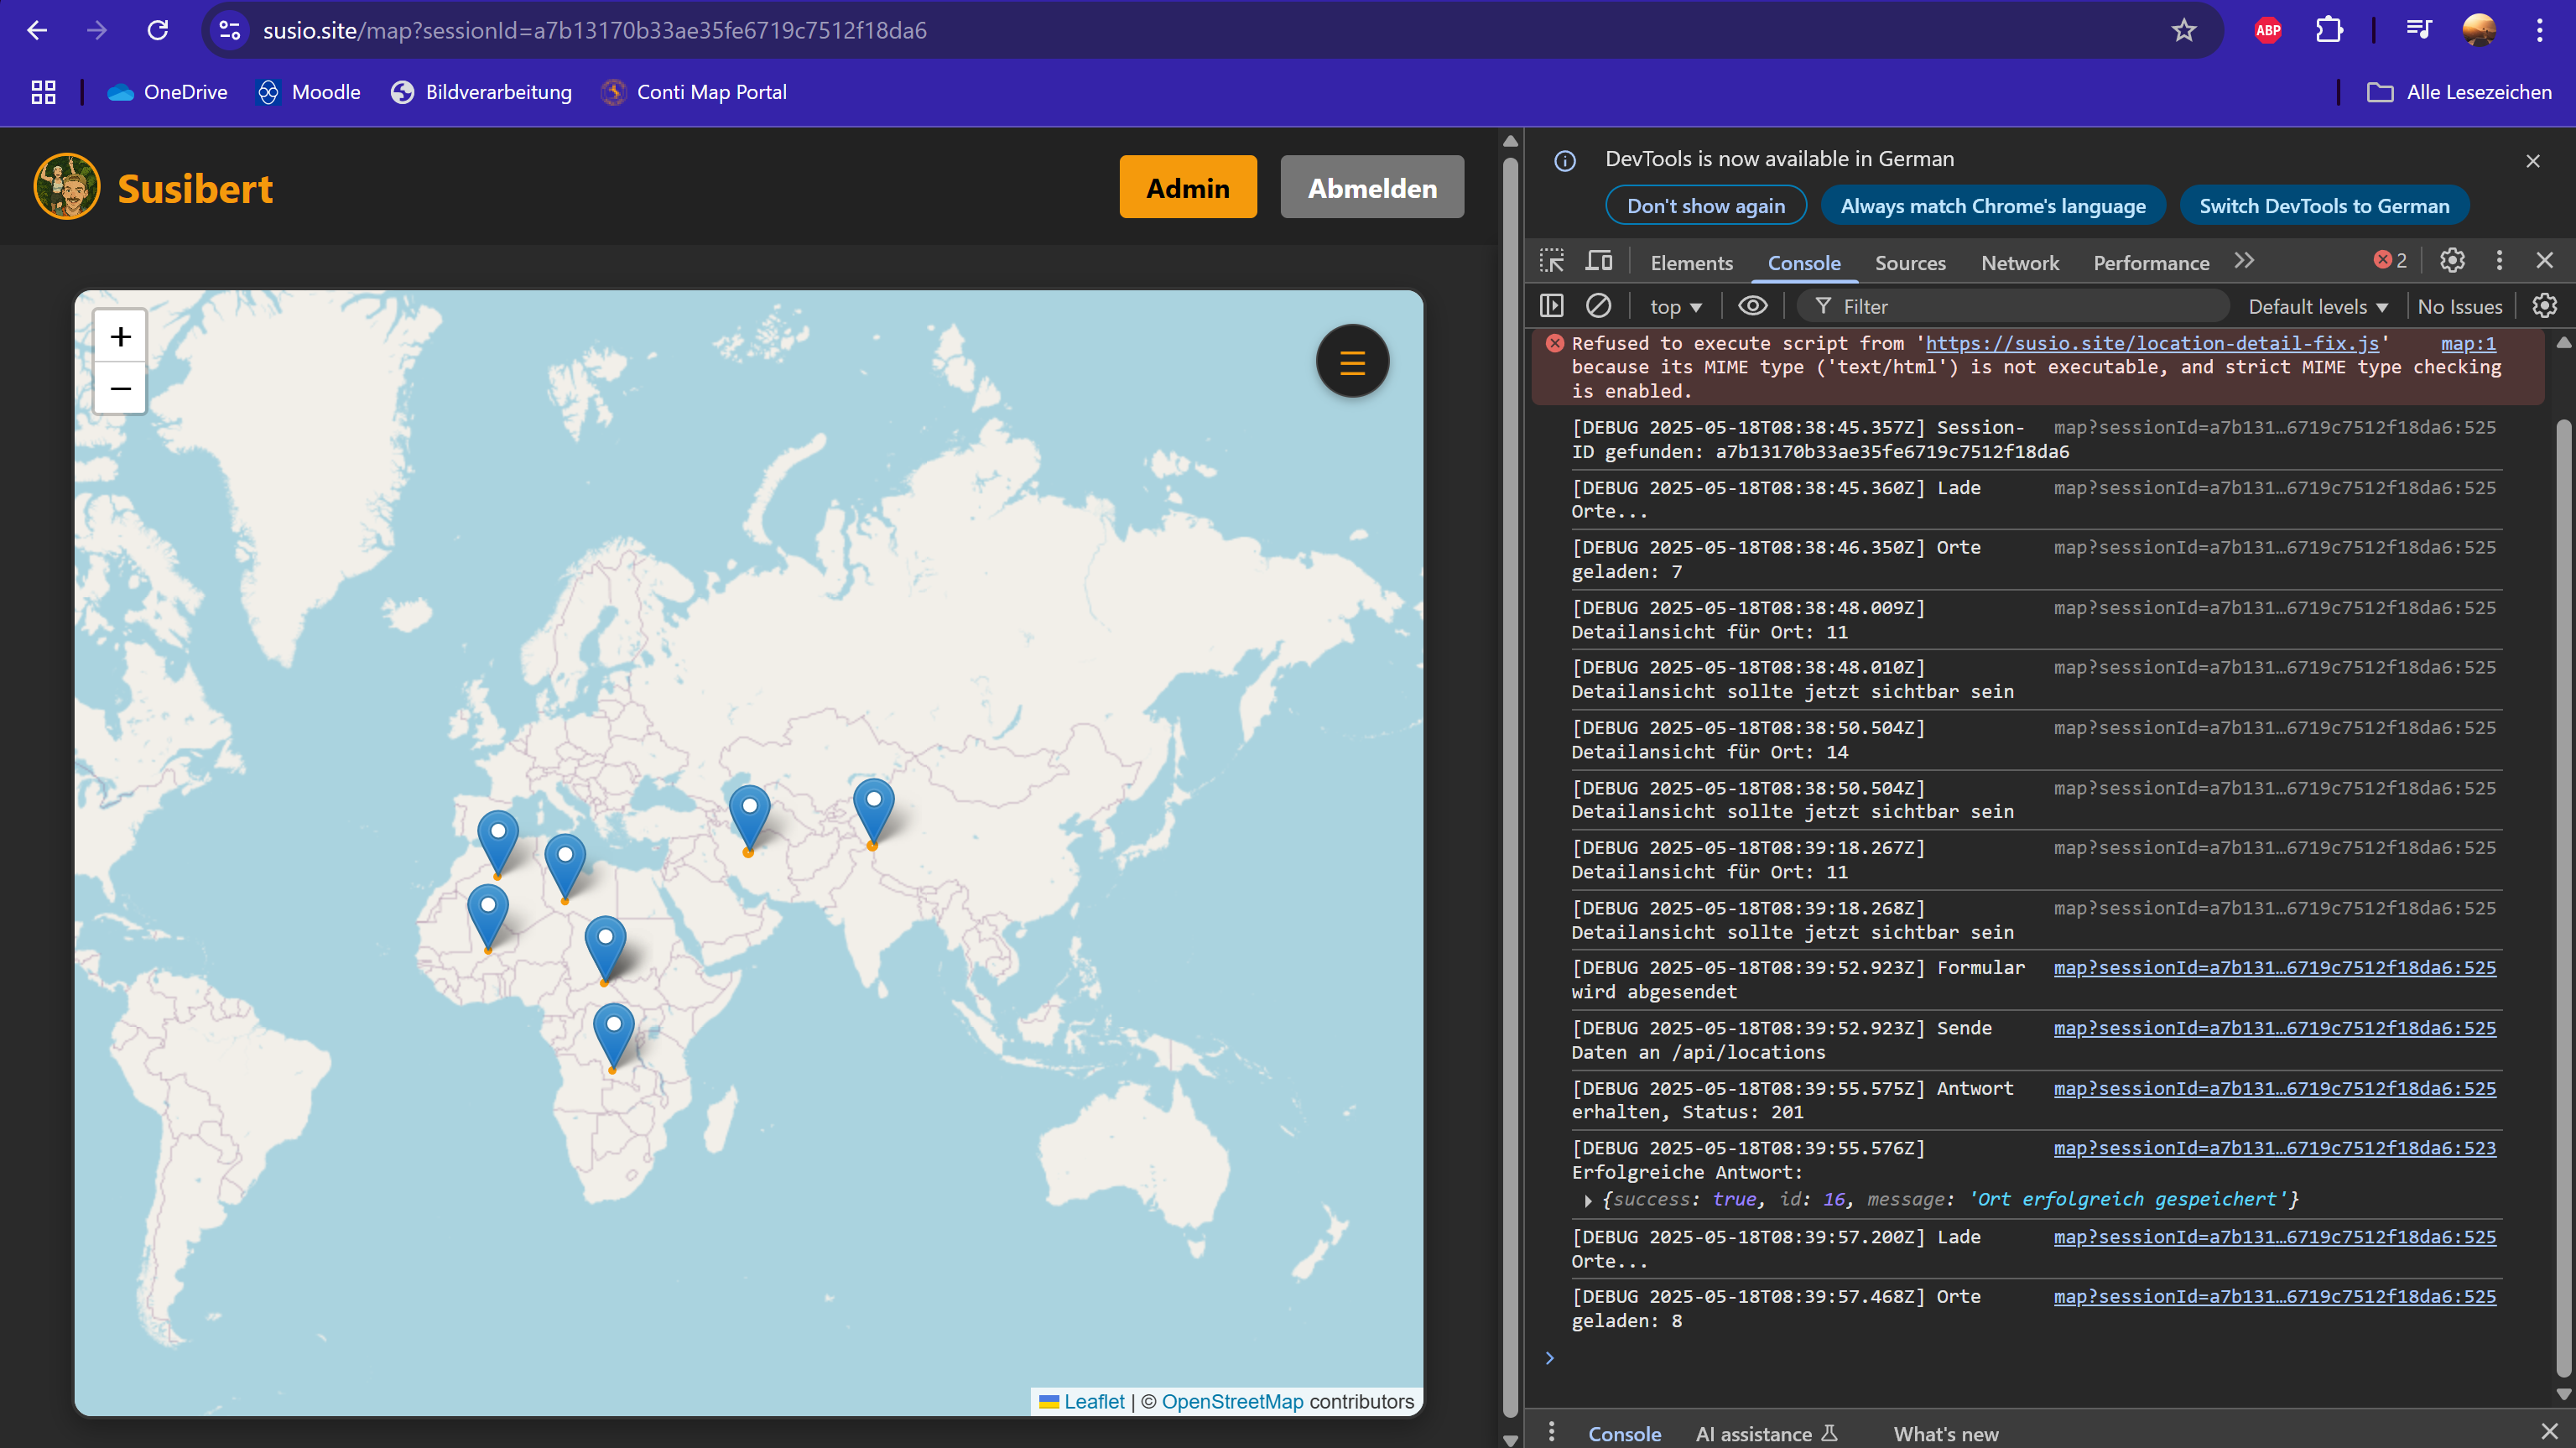 susio.site/map?sessionId=a7b13170b33ae35fe6719c7512f18da6
ABP
OneDrive
Moodle
Bildverarbeitung
Conti Map Portal
Alle Lesezeichen
Susibert
Admin
Abmelden
+
−
Leaflet | © OpenStreetMap contributors
DevTools is now available in German
Don't show again
Always match Chrome's language
Switch DevTools to German
Elements
Console
Sources
Network
Performance
2
top
Filter
Default levels
No Issues
Refused to execute script from 'https://susio.site/location-detail-fix.js' map:1
because its MIME type ('text/html') is not executable, and strict MIME type checking
is enabled.
[DEBUG 2025-05-18T08:38:45.357Z] Session- map?sessionId=a7b131…6719c7512f18da6:525
ID gefunden: a7b13170b33ae35fe6719c7512f18da6
[DEBUG 2025-05-18T08:38:45.360Z] Lade map?sessionId=a7b131…6719c7512f18da6:525
Orte...
[DEBUG 2025-05-18T08:38:46.350Z] Orte map?sessionId=a7b131…6719c7512f18da6:525
geladen: 7
[DEBUG 2025-05-18T08:38:48.009Z] map?sessionId=a7b131…6719c7512f18da6:525
Detailansicht für Ort: 11
[DEBUG 2025-05-18T08:38:48.010Z] map?sessionId=a7b131…6719c7512f18da6:525
Detailansicht sollte jetzt sichtbar sein
[DEBUG 2025-05-18T08:38:50.504Z] map?sessionId=a7b131…6719c7512f18da6:525
Detailansicht für Ort: 14
[DEBUG 2025-05-18T08:38:50.504Z] map?sessionId=a7b131…6719c7512f18da6:525
Detailansicht sollte jetzt sichtbar sein
[DEBUG 2025-05-18T08:39:18.267Z] map?sessionId=a7b131…6719c7512f18da6:525
Detailansicht für Ort: 11
[DEBUG 2025-05-18T08:39:18.268Z] map?sessionId=a7b131…6719c7512f18da6:525
Detailansicht sollte jetzt sichtbar sein
[DEBUG 2025-05-18T08:39:52.923Z] Formular map?sessionId=a7b131…6719c7512f18da6:525
wird abgesendet
[DEBUG 2025-05-18T08:39:52.923Z] Sende map?sessionId=a7b131…6719c7512f18da6:525
Daten an /api/locations
[DEBUG 2025-05-18T08:39:55.575Z] Antwort map?sessionId=a7b131…6719c7512f18da6:525
erhalten, Status: 201
[DEBUG 2025-05-18T08:39:55.576Z] map?sessionId=a7b131…6719c7512f18da6:523
Erfolgreiche Antwort:
{success: true, id: 16, message: 'Ort erfolgreich gespeichert'}
[DEBUG 2025-05-18T08:39:57.200Z] Lade map?sessionId=a7b131…6719c7512f18da6:525
Orte...
[DEBUG 2025-05-18T08:39:57.468Z] Orte map?sessionId=a7b131…6719c7512f18da6:525
geladen: 8
Console
AI assistance
What's new